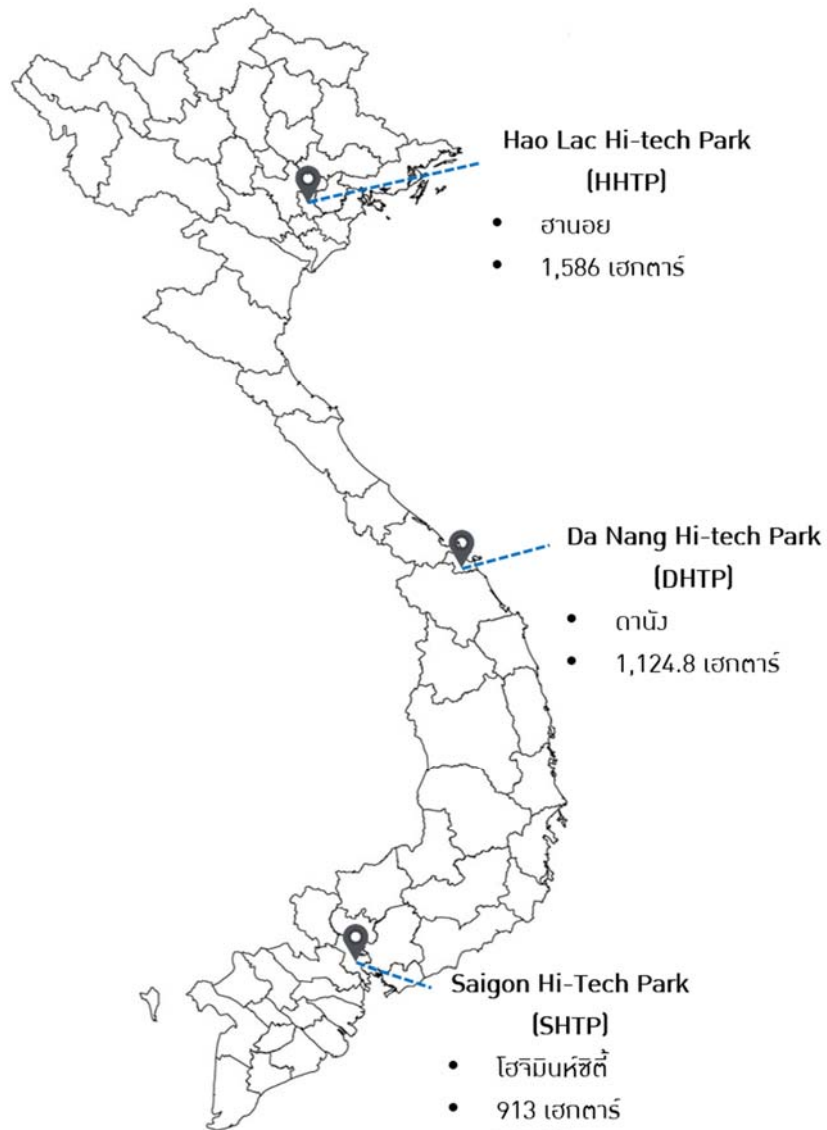 Hao Lac Hi-tech Park
(HHTP)
• ฮานอย
• 1,586 เฮกตาร์
Da Nang Hi-tech Park
(DHTP)
• ดานัง
• 1,124.8 เฮกตาร์
Saigon Hi-Tech Park
(SHTP)
• โฮจิมินห์ซิตี้
• 913 เฮกตาร์